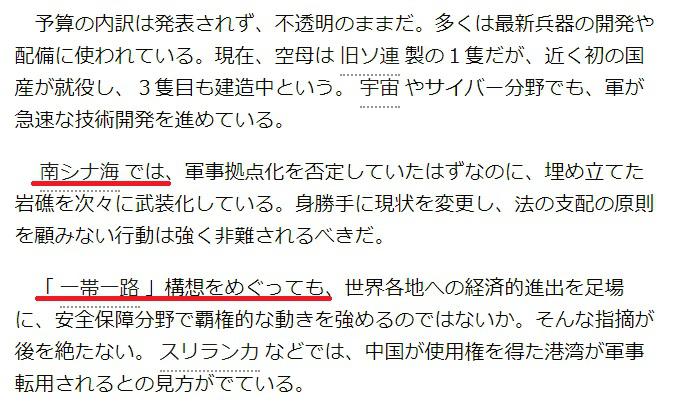 予算の内訳は発表されず、不透明のままだ。多くは最新兵器の開発や
配備に使われている。現在、空母は 旧ソ連 製の１隻だが、近く初の国
産が就役し、３隻目も建造中という。 宇宙 やサイバー分野でも、軍が
急速な技術開発を進めている。
南シナ海 では、軍事拠点化を否定していたはずなのに、埋め立てた
岩礁を次々に武装化している。身勝手に現状を変更し、法の支配の原則
を顧みない行動は強く非難されるべきだ。
「 一帯一路 」構想をめぐっても、世界各地への経済的進出を足場
に、安全保障分野で覇権的な動きを強めるのではないか。そんな指摘が
後を絶たない。 スリランカ などでは、中国が使用権を得た港湾が軍事
転用されるとの見方がでている。